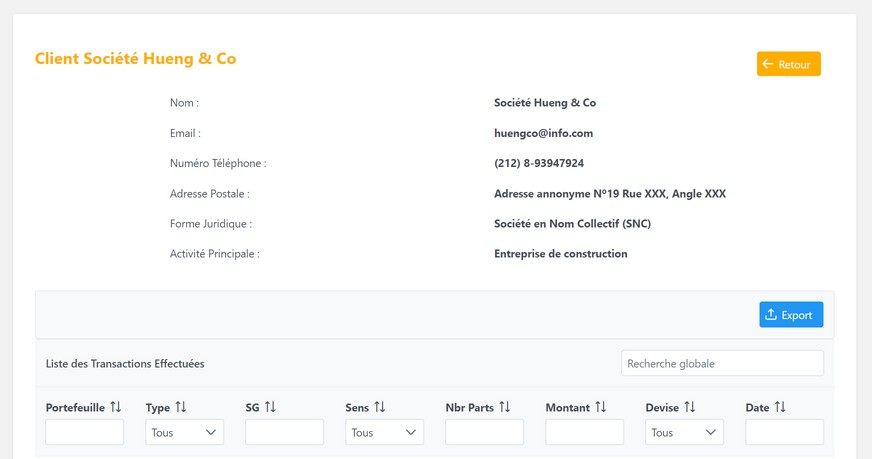 Client Société Hueng & Co
Retour
Nom : Société Hueng & Co
Email : huengco@info.com
Numéro Téléphone : (212) 8-93947924
Adresse Postale : Adresse annonyme Nº19 Rue XXX, Angle XXX
Forme Juridique : Société en Nom Collectif (SNC)
Activité Principale : Entreprise de construction
Export
Liste des Transactions Effectuées Recherche globale
Portefeuille Type SG Sens Nbr Parts Montant Devise Date
Tous Tous Tous